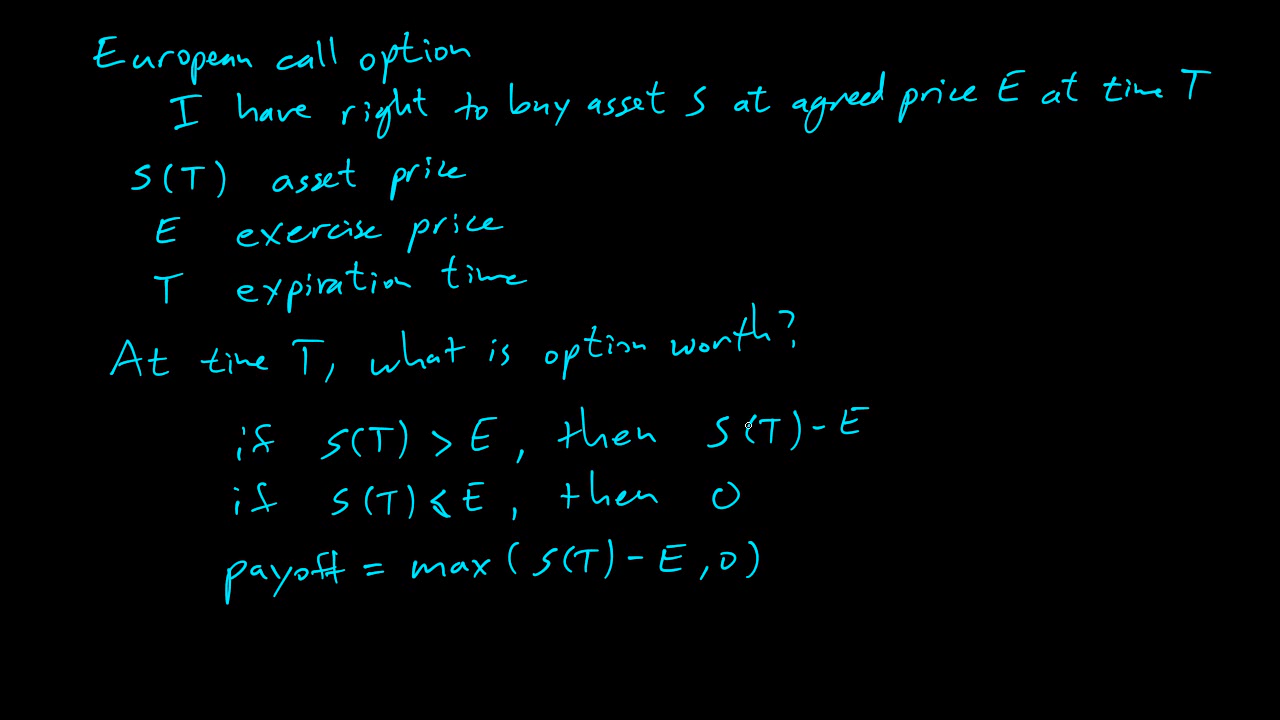 European call option
I have right to buy asset S at agreed price E at time T
S(T) asset price
E exercise price
T expiration time
At time T, what is option worth?
if S(T) > E, then S(T) - E
if S(T) ≤ E, then 0
payoff = max(S(T) - E, 0)